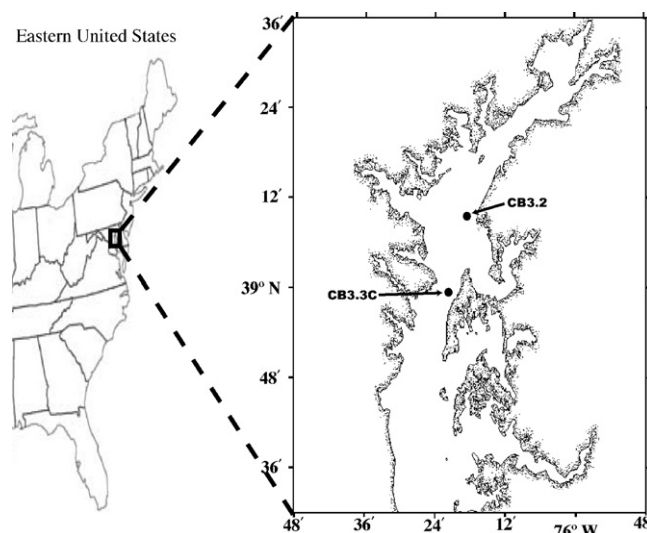 Eastern United States
36′
24′
12′
CB3.2
39° N
CB3.3C
48′
36′
48′ 36′ 24′ 12′ 76° W 48′